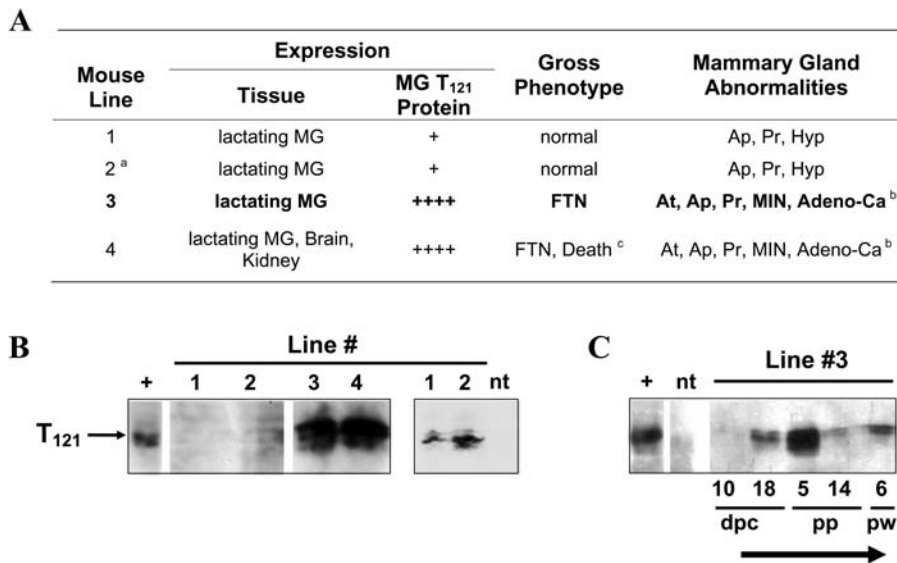 A
Expression
Mouse Line
Tissue
MG T₁₂₁ Protein
Gross Phenotype
Mammary Gland Abnormalities
1 lactating MG + normal Ap, Pr, Hyp
2 ᵃ lactating MG + normal Ap, Pr, Hyp
3 lactating MG ++++ FTN At, Ap, Pr, MIN, Adeno-Ca ᵇ
4 lactating MG, Brain, Kidney ++++ FTN, Death ᶜ At, Ap, Pr, MIN, Adeno-Ca ᵇ
B
Line #
+ 1 2 3 4 1 2 nt
T₁₂₁
C
Line #3
+ nt
10 18 5 14 6
dpc pp pw